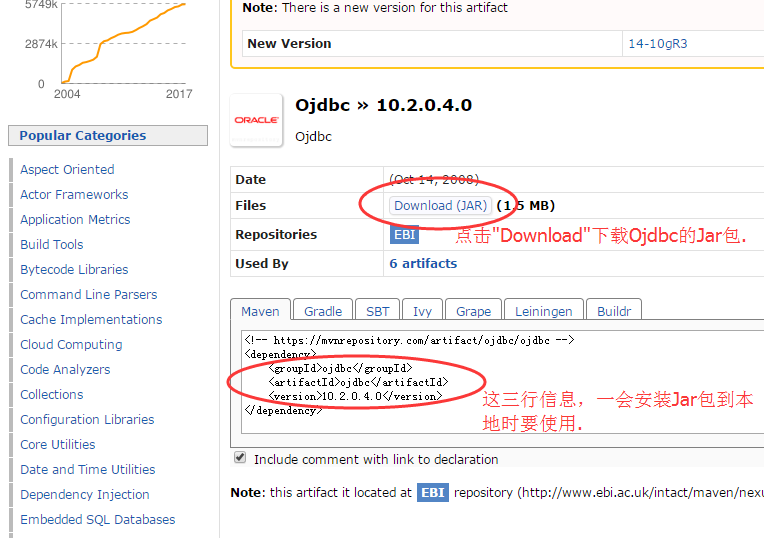 5749k
2874k
0
2004 2017
Popular Categories
Aspect Oriented
Actor Frameworks
Application Metrics
Build Tools
Bytecode Libraries
Command Line Parsers
Cache Implementations
Cloud Computing
Code Analyzers
Collections
Configuration Libraries
Core Utilities
Date and Time Utilities
Dependency Injection
Embedded SQL Databases
Note: There is a new version for this artifact
New Version 14-10gR3
ORACLE
Ojdbc » 10.2.0.4.0
Ojdbc
Date (Oct 14, 2008)
Files Download (JAR) (1.5 MB)
Repositories EBI
点击"Download"下载Ojdbc的Jar包.
Used By 6 artifacts
Maven Gradle SBT Ivy Grape Leiningen Buildr
<!-- https://mvnrepository.com/artifact/ojdbc/ojdbc -->
<dependency>
<groupId>ojdbc</groupId>
<artifactId>ojdbc</artifactId>
<version>10.2.0.4.0</version>
</dependency>
这三行信息，一会安装Jar包到本
地时要使用.
Include comment with link to declaration
Note: this artifact it located at EBI repository (http://www.ebi.ac.uk/intact/maven/nexu